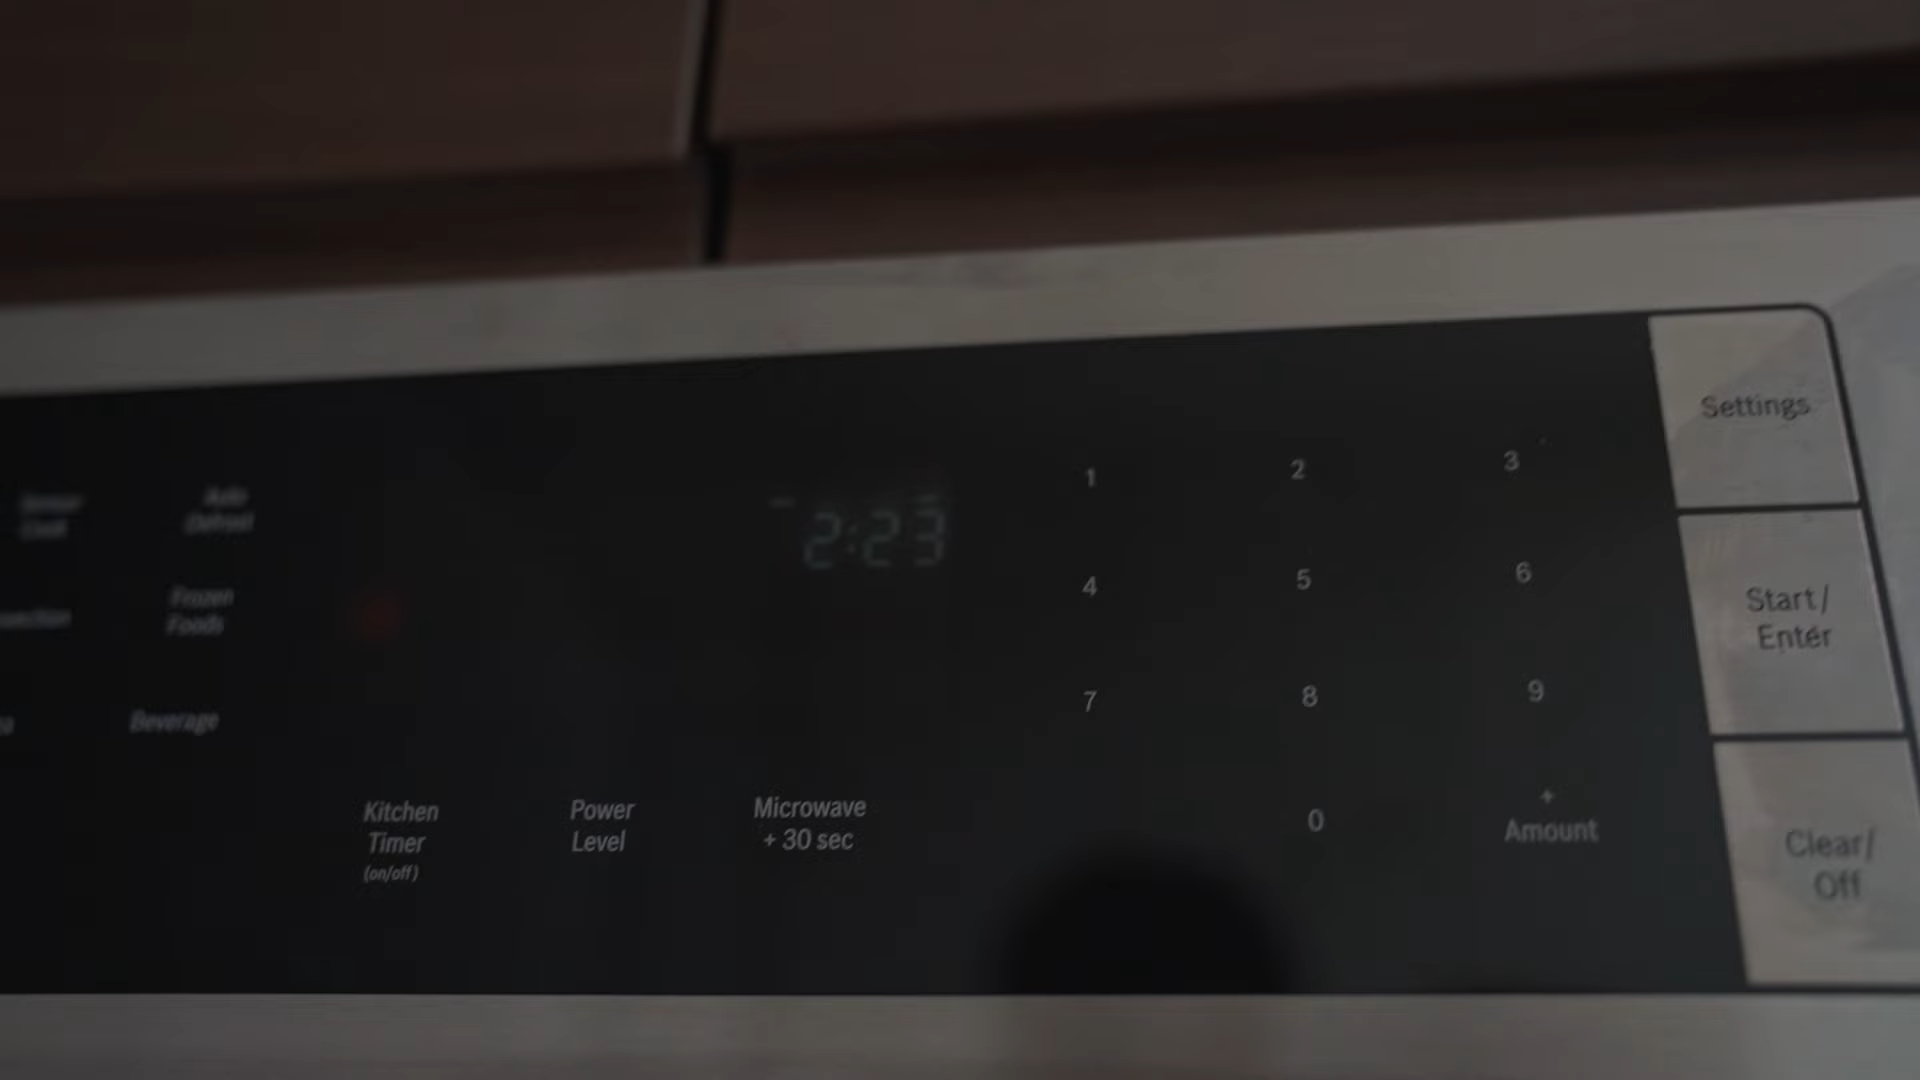 Settings
1 2 3
Auto
Defrost
2:23
4 5 6
Start/
Enter
Frozen
Foods
7 8 9
Beverage
Kitchen
Timer
(on/off)
Power
Level
Microwave
+ 30 sec
0
+
Amount
Clear/
Off